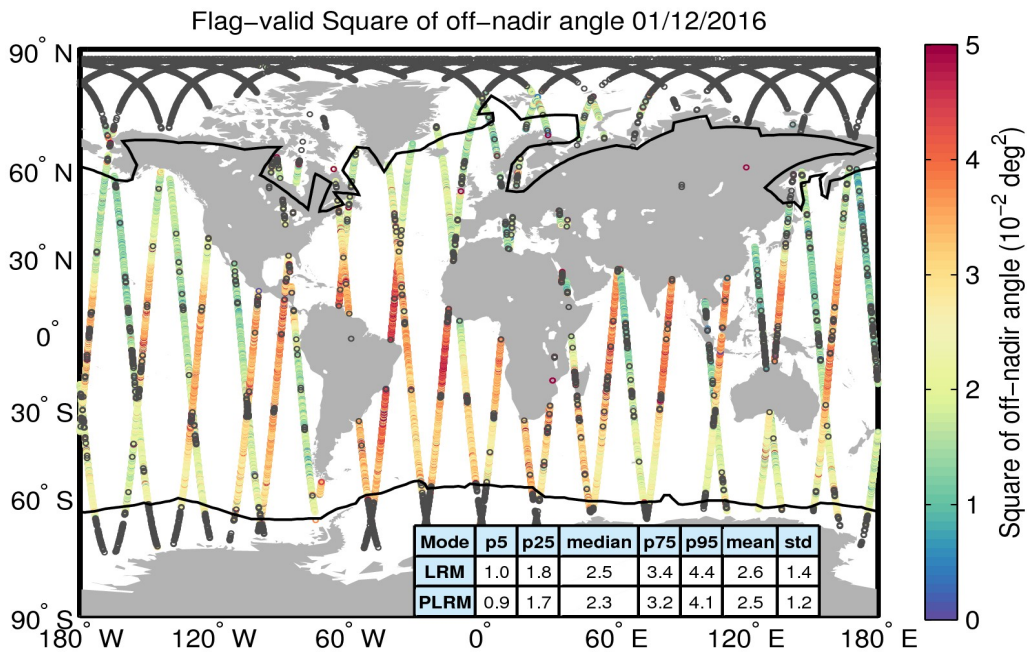 Flag−valid Square of off−nadir angle 01/12/2016
90° N
60° N
30° N
0°
30° S
60° S
90° S
180° W
120° W
60° W
0°
60° E
120° E
180° E
Mode p5 p25 median p75 p95 mean std
LRM 1.0 1.8 2.5 3.4 4.4 2.6 1.4
PLRM 0.9 1.7 2.3 3.2 4.1 2.5 1.2
5
4
3
2
1
0
Square of off−nadir angle (10⁻² deg²)